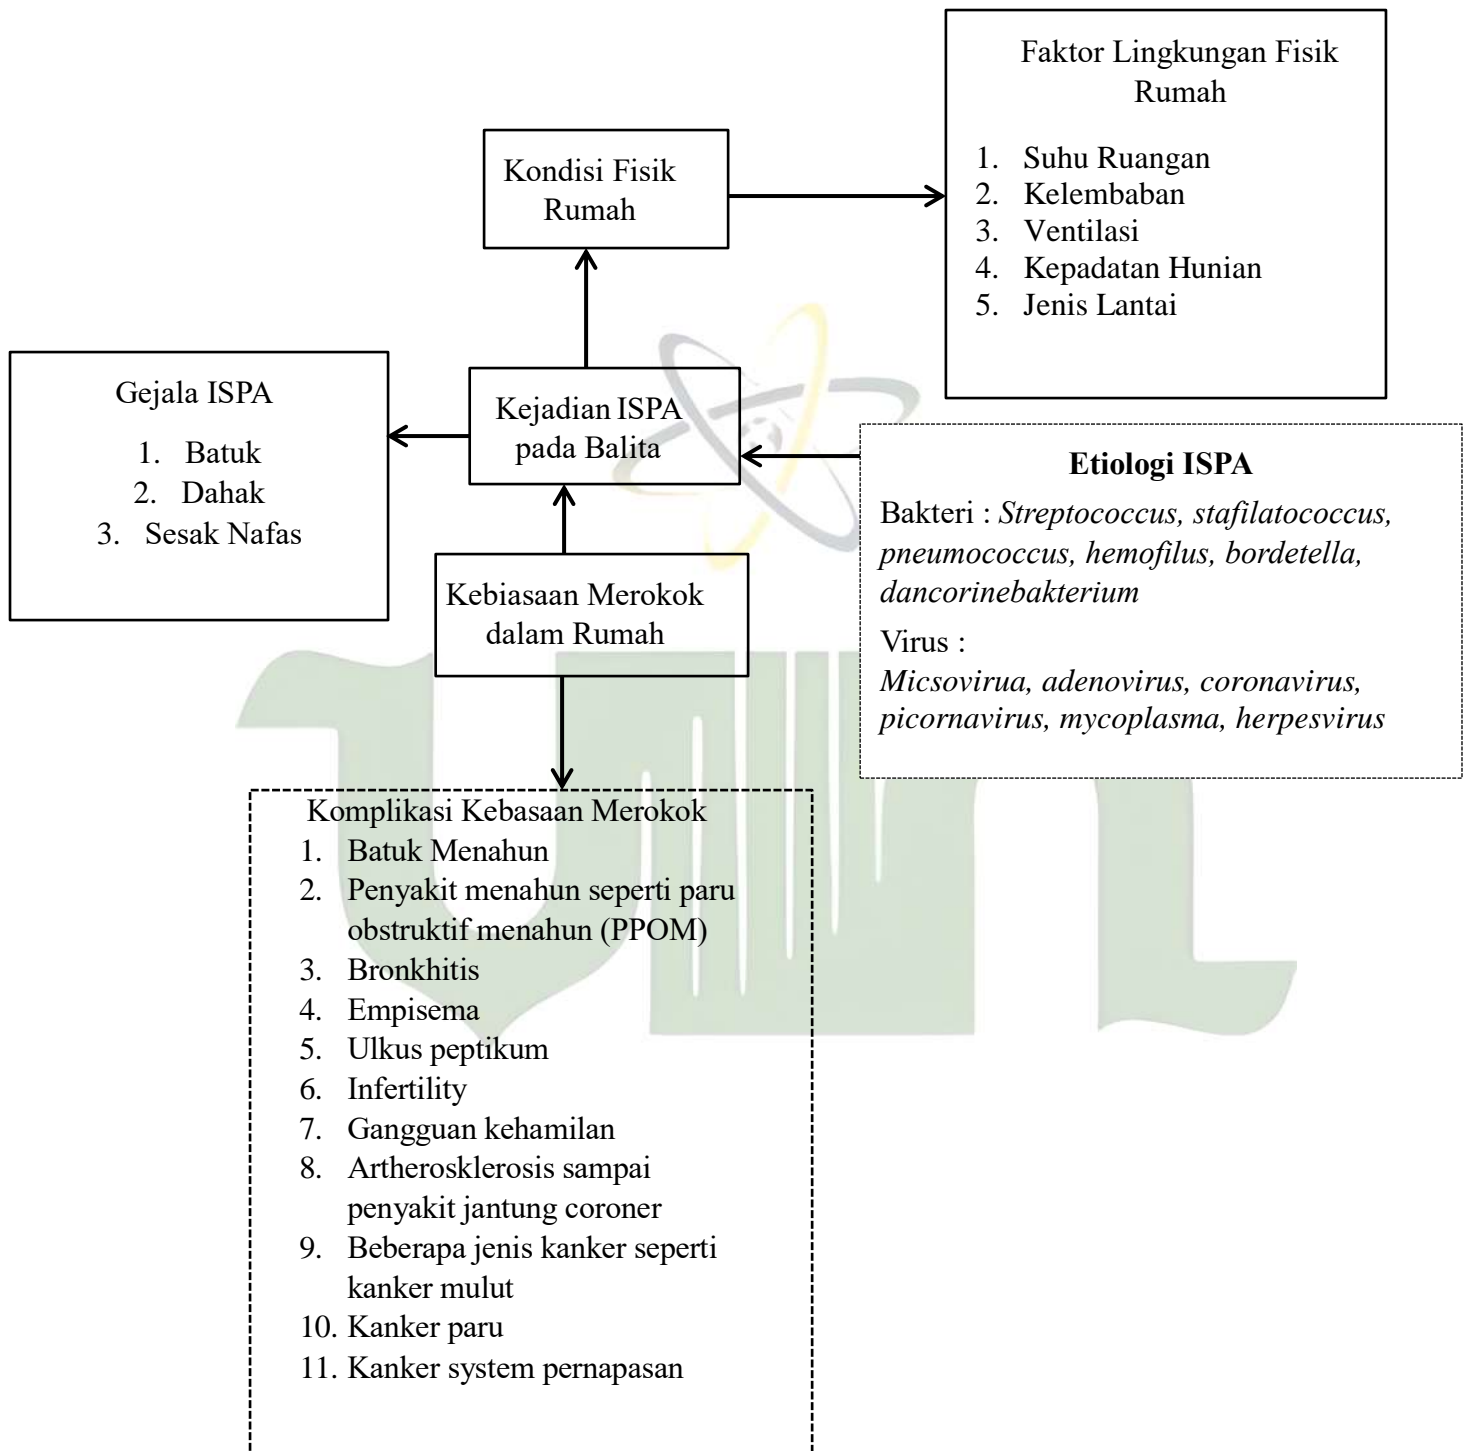 Faktor Lingkungan Fisik
Rumah
1. Suhu Ruangan
2. Kelembaban
3. Ventilasi
4. Kepadatan Hunian
5. Jenis Lantai
Kondisi Fisik
Rumah
Gejala ISPA
1. Batuk
2. Dahak
3. Sesak Nafas
Kejadian ISPA
pada Balita
Etiologi ISPA
Bakteri : Streptococcus, stafilatococcus,
pneumococcus, hemofilus, bordetella,
dancorinebakterium
Virus :
Micsovirua, adenovirus, coronavirus,
picornavirus, mycoplasma, herpesvirus
Kebiasaan Merokok
dalam Rumah
Komplikasi Kebasaan Merokok
1. Batuk Menahun
2. Penyakit menahun seperti paru
obstruktif menahun (PPOM)
3. Bronkhitis
4. Empisema
5. Ulkus peptikum
6. Infertility
7. Gangguan kehamilan
8. Artherosklerosis sampai
penyakit jantung coroner
9. Beberapa jenis kanker seperti
kanker mulut
10. Kanker paru
11. Kanker system pernapasan